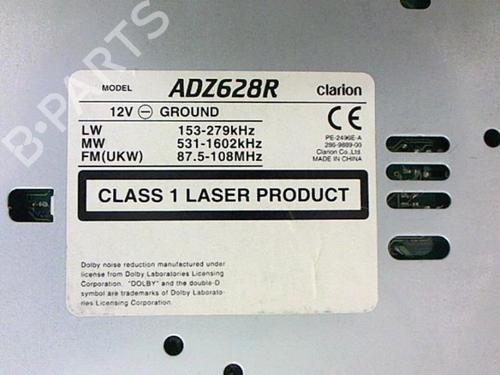 B-PARTS
MODEL ADZ628R Clarion
12V ⊖ GROUND
LW 153-279kHz
MW 531-1602kHz
FM(UKW) 87.5-108MHz
CE
PE-2496E-A
286-9889-00
Clarion Co., Ltd.
MADE IN CHINA
CLASS 1 LASER PRODUCT
Dolby noise reduction manufactured under
license from Dolby Laboratories Licensing
Corporation. "DOLBY" and the double-D
symbol are trademarks of Dolby Laborato-
ries Licensing Corporation.